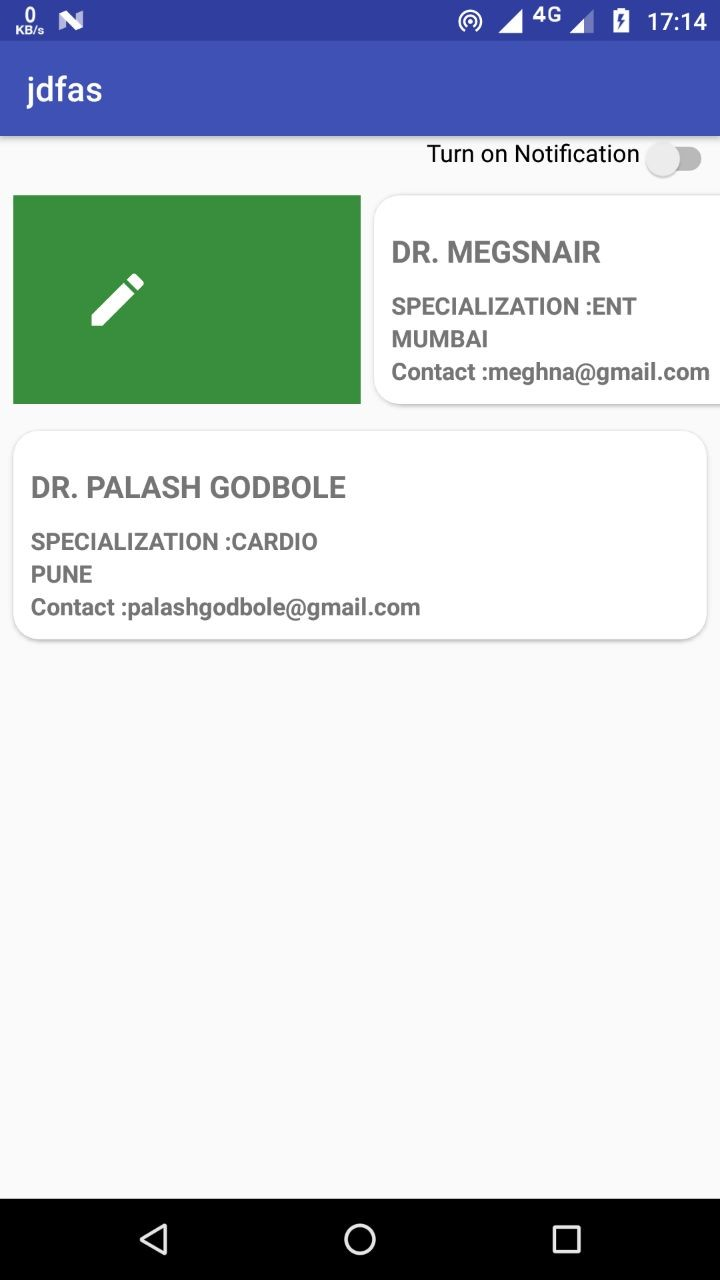 0
KB/s
4G
17:14
jdfas
Turn on Notification
DR. MEGSNAIR
SPECIALIZATION :ENT
MUMBAI
Contact :meghna@gmail.com
DR. PALASH GODBOLE
SPECIALIZATION :CARDIO
PUNE
Contact :palashgodbole@gmail.com